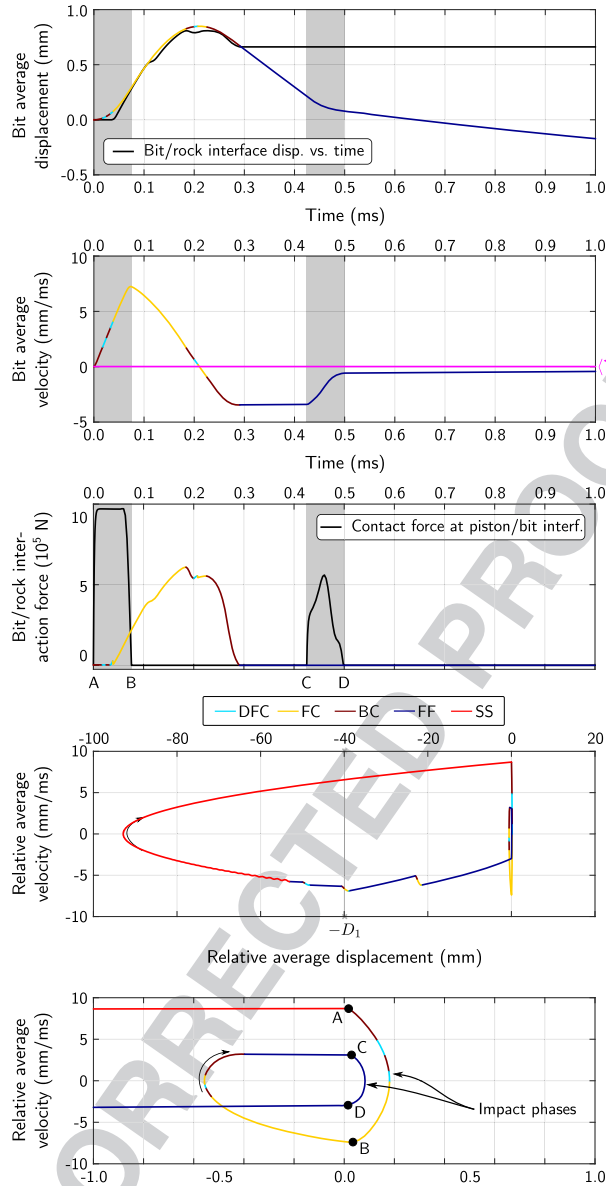 1.0
0.5
0.0
-0.5
Bit average
displacement (mm)
Bit/rock interface disp. vs. time
0.0 0.1 0.2 0.3 0.4 0.5 0.6 0.7 0.8 0.9 1.0
Time (ms)
0.0 0.1 0.2 0.3 0.4 0.5 0.6 0.7 0.8 0.9 1.0
10
5
0
-5
Bit average
velocity (mm/ms)
0.0 0.1 0.2 0.3 0.4 0.5 0.6 0.7 0.8 0.9 1.0
Time (ms)
0.0 0.1 0.2 0.3 0.4 0.5 0.6 0.7 0.8 0.9 1.0
10
5
0
Bit/rock inter-
action force (10⁵ N)
Contact force at piston/bit interf.
A B C D
DFC FC BC FF SS
-100 -80 -60 -40 -20 0 20
10
5
0
-5
-10
Relative average
velocity (mm/ms)
-D₁
Relative average displacement (mm)
10
5
0
-5
-10
Relative average
velocity (mm/ms)
A
C
D
B
Impact phases
-1.0 -0.5 0.0 0.5 1.0